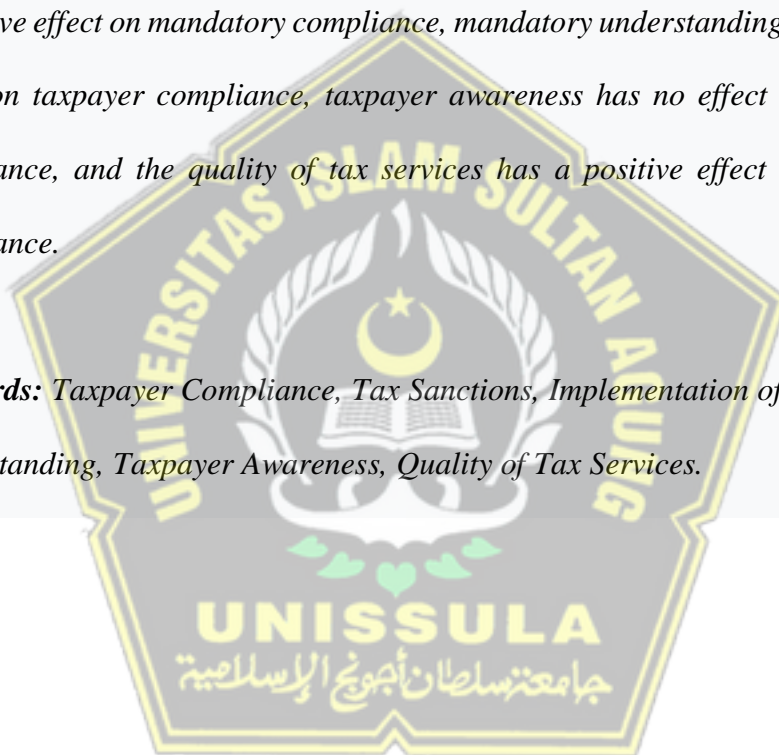 ve effect on mandatory compliance, mandatory understanding
on taxpayer compliance, taxpayer awareness has no effect
ance, and the quality of tax services has a positive effect
ance.
rds: Taxpayer Compliance, Tax Sanctions, Implementation of
standing, Taxpayer Awareness, Quality of Tax Services.
UNIVERSITAS ISLAM SULTAN AGUNG
UNISSULA
جامعة سلطان أجونج الإسلامية